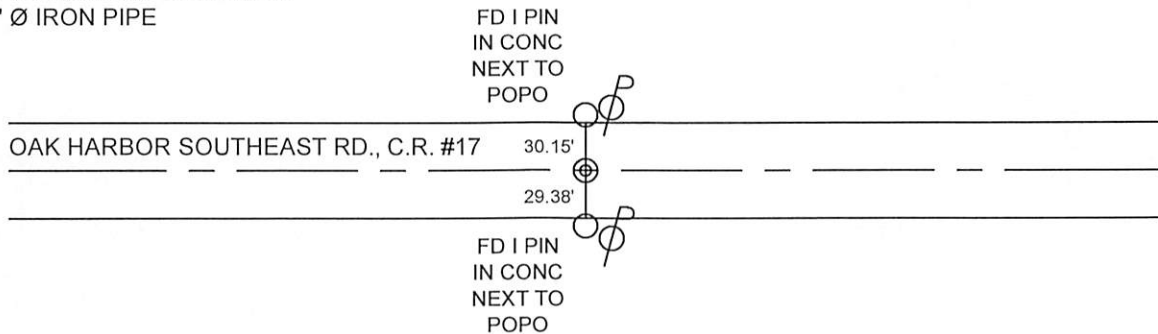 Ø IRON PIPE
FD I PIN
IN CONC
NEXT TO
POPO
P
OAK HARBOR SOUTHEAST RD., C.R. #17
30.15'
29.38'
P
FD I PIN
IN CONC
NEXT TO
POPO